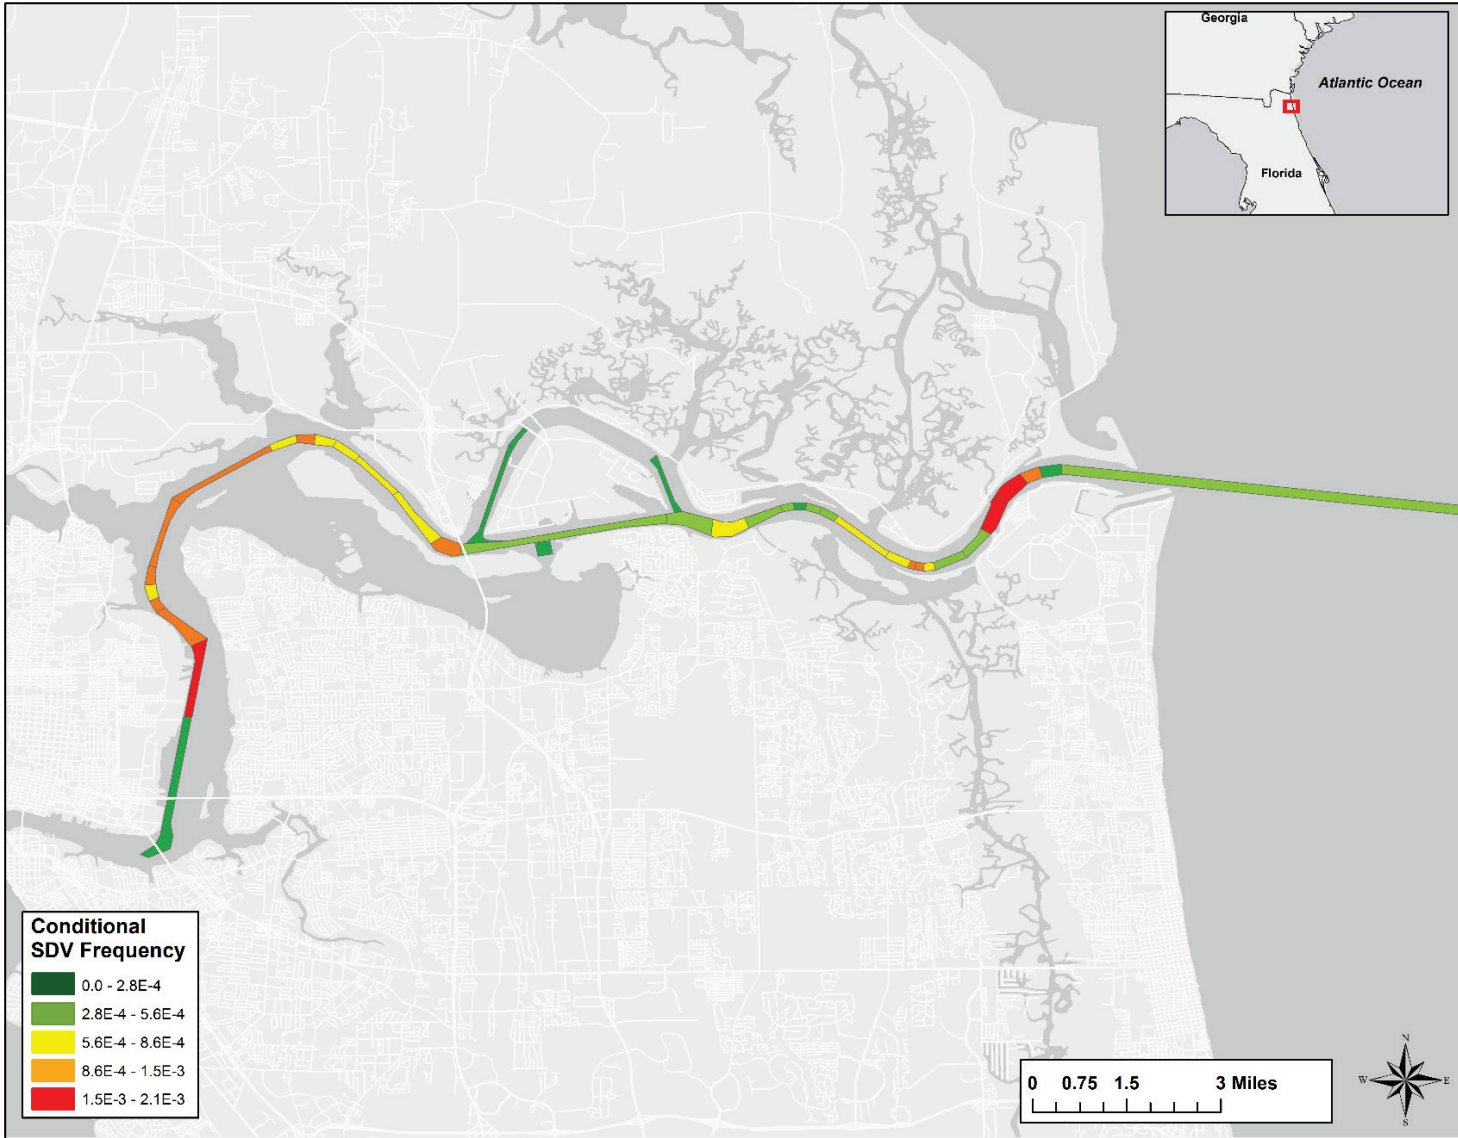 Georgia
Atlantic Ocean
Florida
Conditional
SDV Frequency
0.0 - 2.8E-4
2.8E-4 - 5.6E-4
5.6E-4 - 8.6E-4
8.6E-4 - 1.5E-3
1.5E-3 - 2.1E-3
0 0.75 1.5 3 Miles
N
W E
S